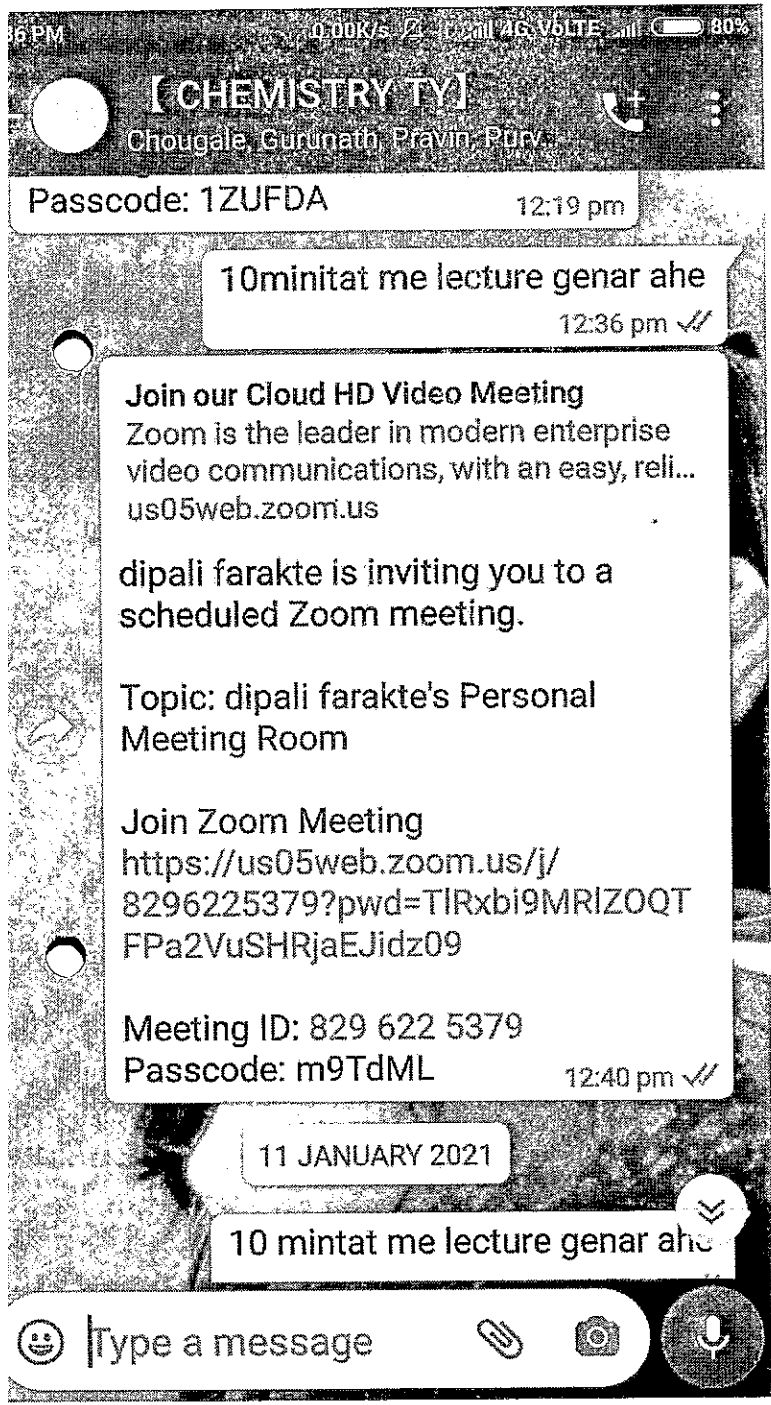 36 PM 0.00K/s 4G VoLTE 80%
【 CHEMISTRY TY】
Chougale, Gurunath, Pravin, Purv...
Passcode: 1ZUFDA 12:19 pm
10minitat me lecture genar ahe
12:36 pm
Join our Cloud HD Video Meeting
Zoom is the leader in modern enterprise
video communications, with an easy, reli...
us05web.zoom.us
dipali farakte is inviting you to a
scheduled Zoom meeting.
Topic: dipali farakte's Personal
Meeting Room
Join Zoom Meeting
https://us05web.zoom.us/j/
8296225379?pwd=TlRxbi9MRlZOQT
FPa2VuSHRjaEJidz09
Meeting ID: 829 622 5379
Passcode: m9TdML 12:40 pm
11 JANUARY 2021
10 mintat me lecture genar ahe
Type a message